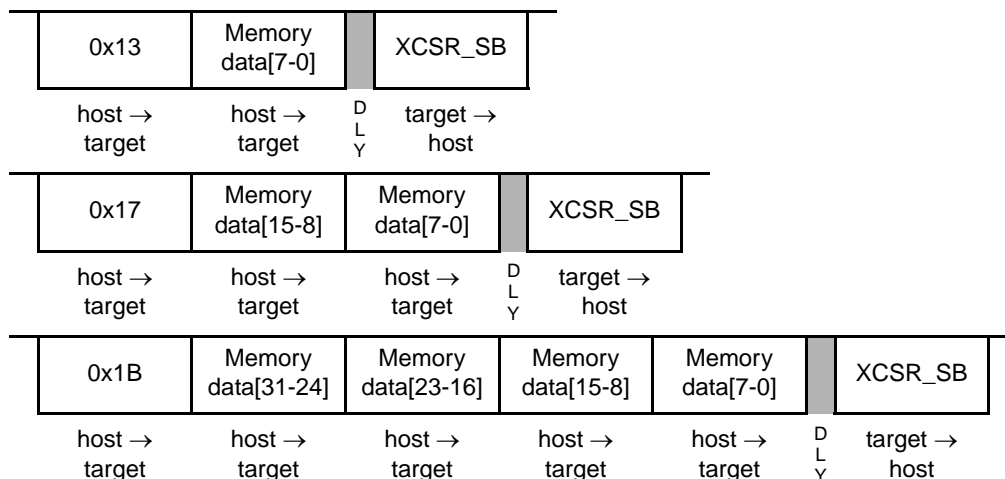 0x13 Memory data[7-0] XCSR_SB
host → target host → target D L Y target → host
0x17 Memory data[15-8] Memory data[7-0] XCSR_SB
host → target host → target host → target D L Y target → host
0x1B Memory data[31-24] Memory data[23-16] Memory data[15-8] Memory data[7-0] XCSR_SB
host → target host → target host → target host → target host → target D L Y target → host